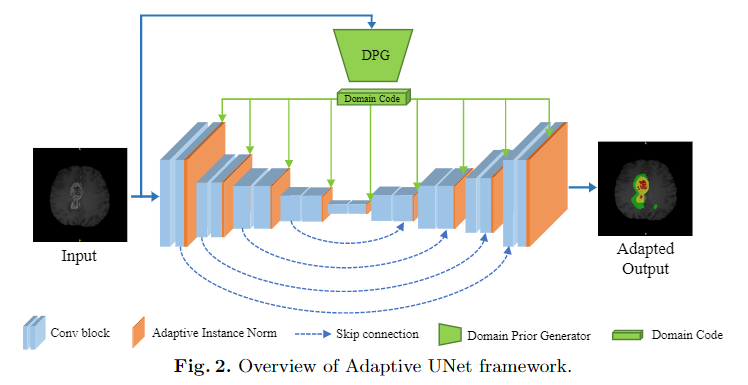 DPG
Domain Code
Input
Adapted
Output
Conv block
Adaptive Instance Norm
Skip connection
Domain Prior Generator
Domain Code
Fig. 2. Overview of Adaptive UNet framework.